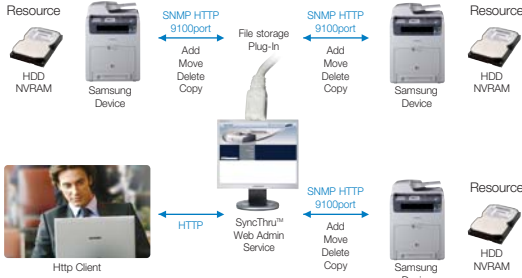 Resource
HDD
NVRAM
Samsung
Device
SNMP HTTP
9100port
Add
Move
Delete
Copy
File storage
Plug-In
SNMP HTTP
9100port
Add
Move
Delete
Copy
Samsung
Device
Resource
HDD
NVRAM
Http Client
HTTP
SyncThru™
Web Admin
Service
SNMP HTTP
9100port
Add
Move
Delete
Copy
Samsung
Device
Resource
HDD
NVRAM